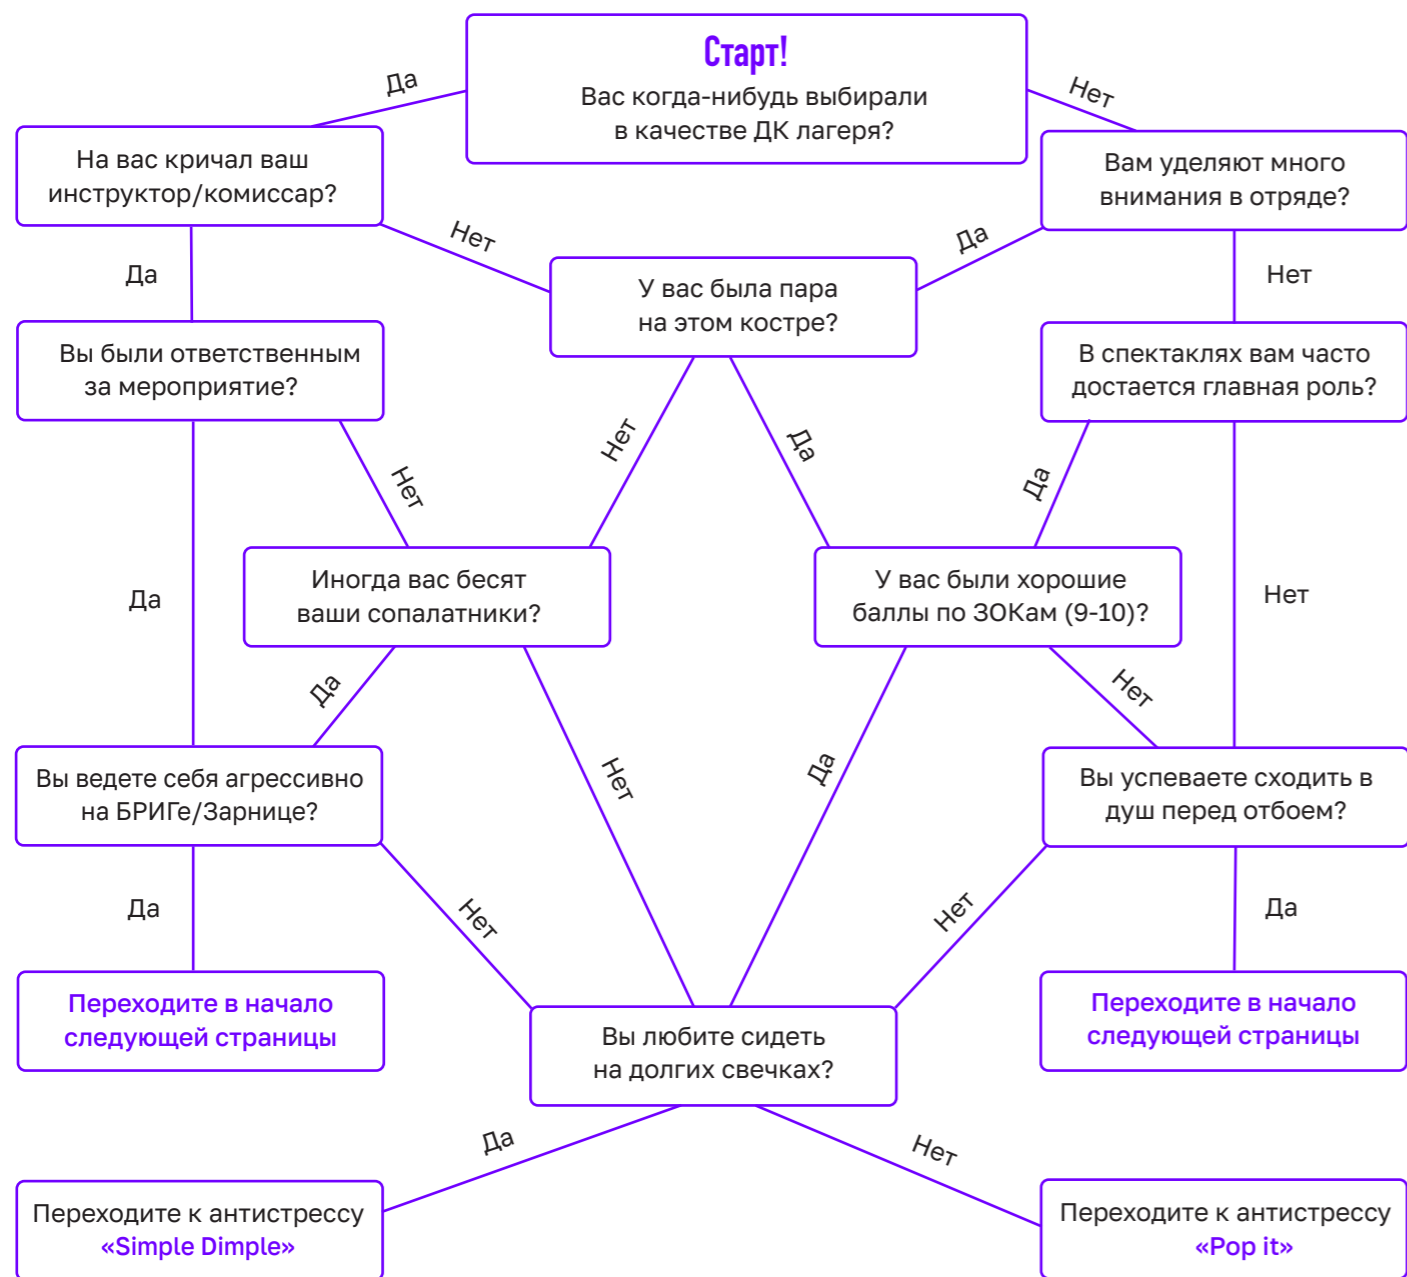 Старт!
Вас когда-нибудь выбирали
в качестве ДК лагеря?
Да
Нет
На вас кричал ваш
инструктор/комиссар?
Вам уделяют много
внимания в отряде?
Да
Нет
Да
Нет
У вас была пара
на этом костре?
Вы были ответственным
за мероприятие?
В спектаклях вам часто
достается главная роль?
Да
Нет
Нет
Да
Да
Нет
Иногда вас бесят
ваши сопалатники?
У вас были хорошие
баллы по ЗОКам (9-10)?
Да
Нет
Да
Нет
Вы ведете себя агрессивно
на БРИГе/Зарнице?
Вы успеваете сходить в
душ перед отбоем?
Да
Нет
Нет
Да
Переходите в начало
следующей страницы
Переходите в начало
следующей страницы
Вы любите сидеть
на долгих свечках?
Да
Нет
Переходите к антистрессу
«Simple Dimple»
Переходите к антистрессу
«Pop it»